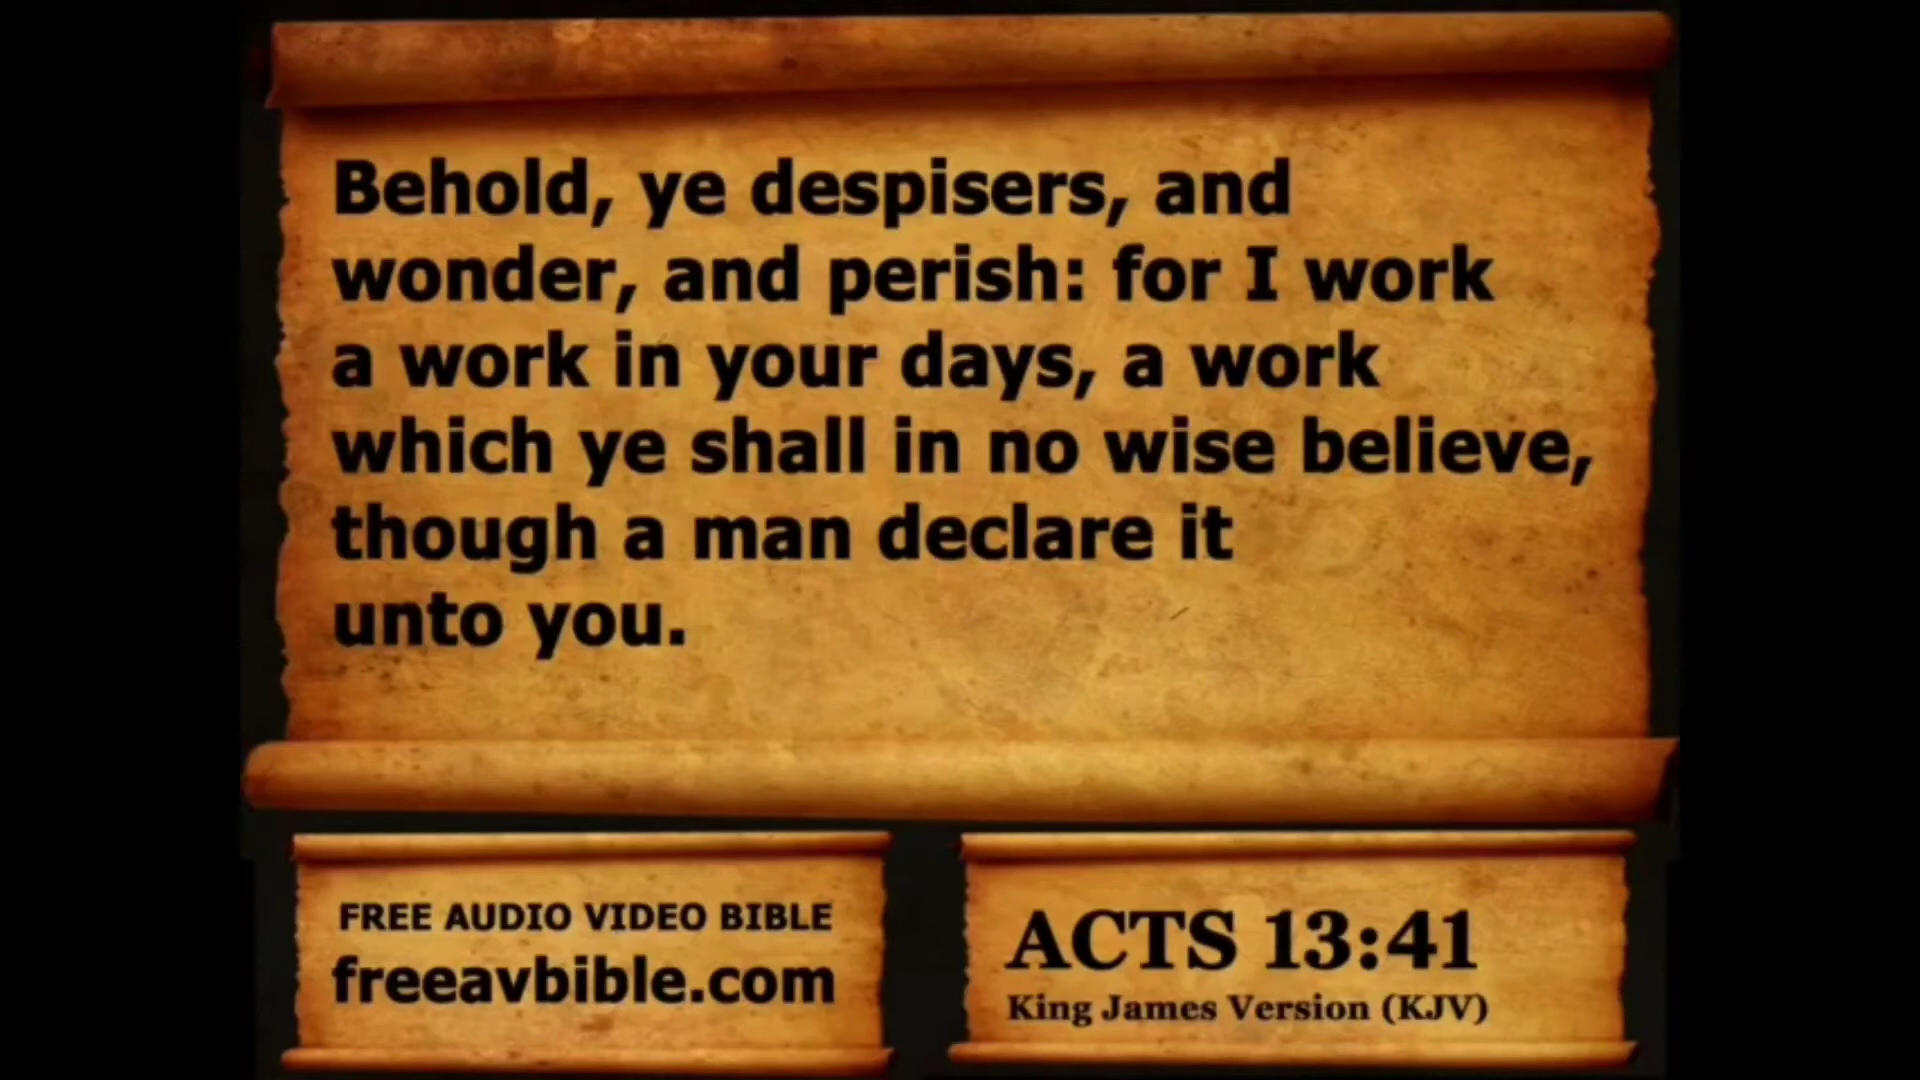 Behold, ye despisers, and
wonder, and perish: for I work
a work in your days, a work
which ye shall in no wise believe,
though a man declare it
unto you.
FREE AUDIO VIDEO BIBLE
freeavbible.com
ACTS 13:41
King James Version (KJV)